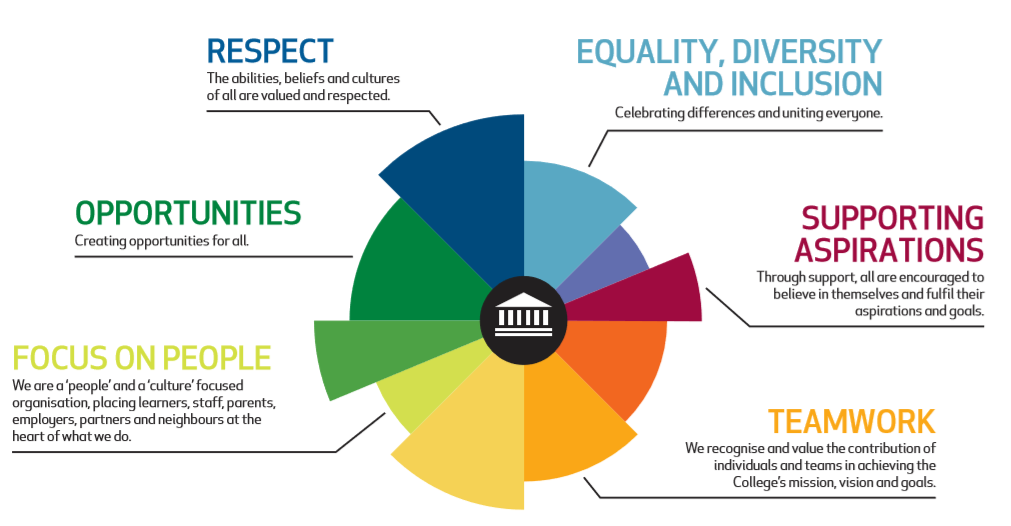 RESPECT
The abilities, beliefs and cultures
of all are valued and respected.
EQUALITY, DIVERSITY
AND INCLUSION
Celebrating differences and uniting everyone.
OPPORTUNITIES
Creating opportunities for all.
SUPPORTING
ASPIRATIONS
Through support, all are encouraged to
believe in themselves and fulfil their
aspirations and goals.
FOCUS ON PEOPLE
We are a ‘people’ and a ‘culture’ focused
organisation, placing learners, staff, parents,
employers, partners and neighbours at the
heart of what we do.
TEAMWORK
We recognise and value the contribution of
individuals and teams in achieving the
College’s mission, vision and goals.